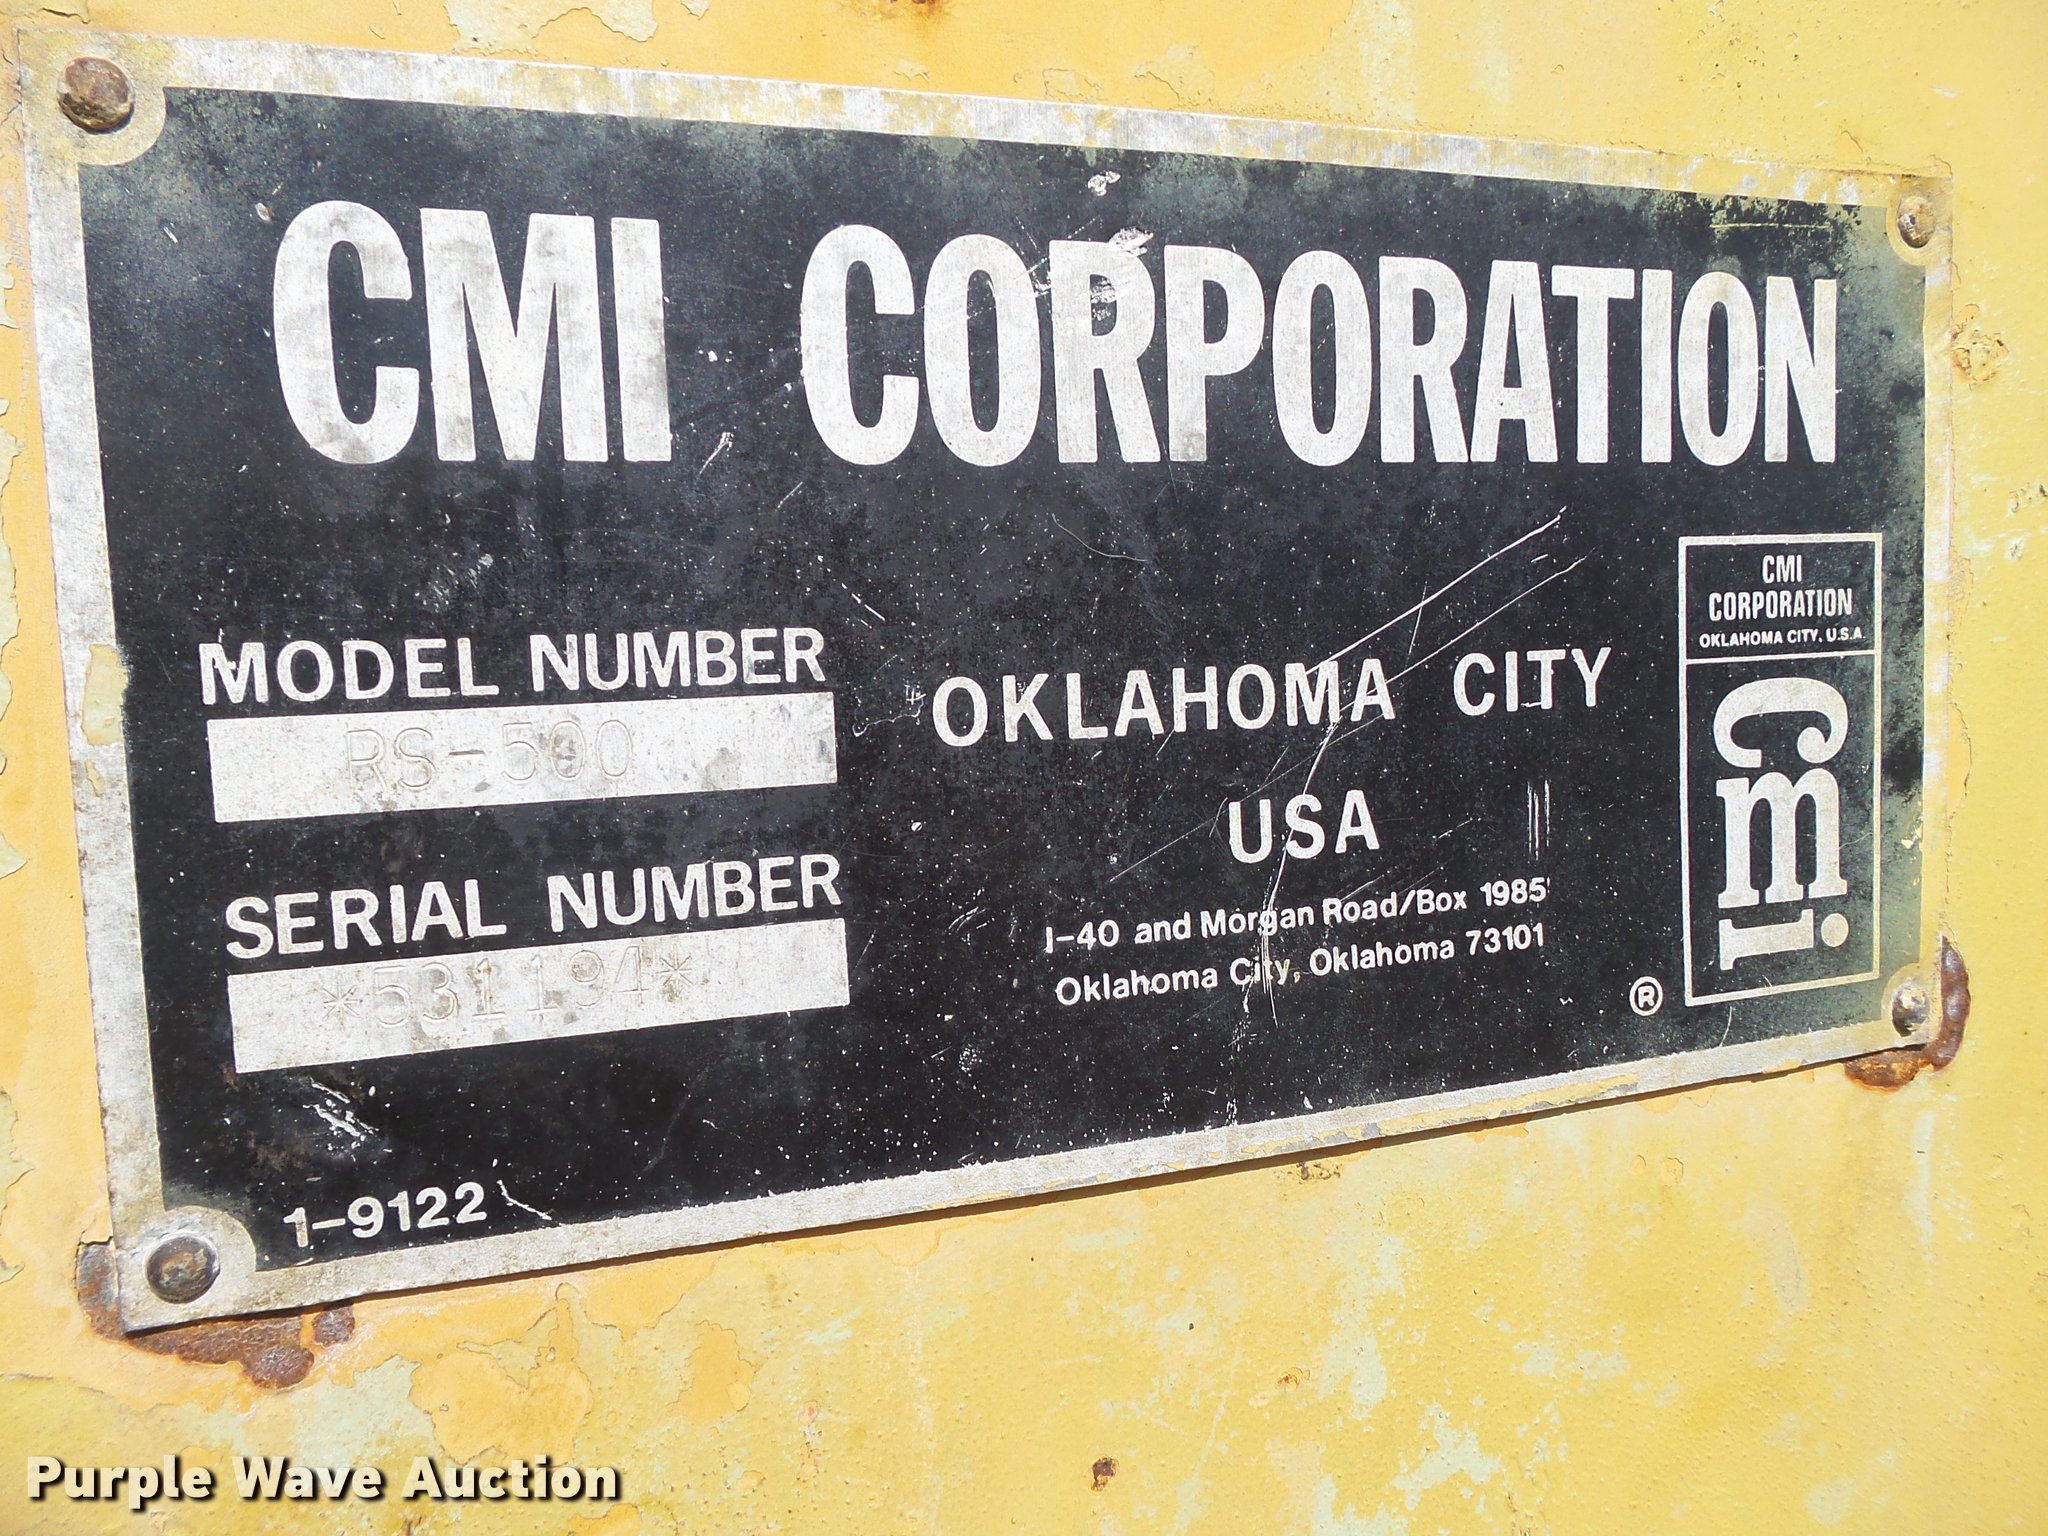 CMI CORPORATION
MODEL NUMBER
RS-500
SERIAL NUMBER
*531194*
1-9122
OKLAHOMA CITY
USA
I-40 and Morgan Road/Box 1985
Oklahoma City, Oklahoma 73101
®
CMI
CORPORATION
OKLAHOMA CITY, U.S.A.
cmi
Purple Wave Auction